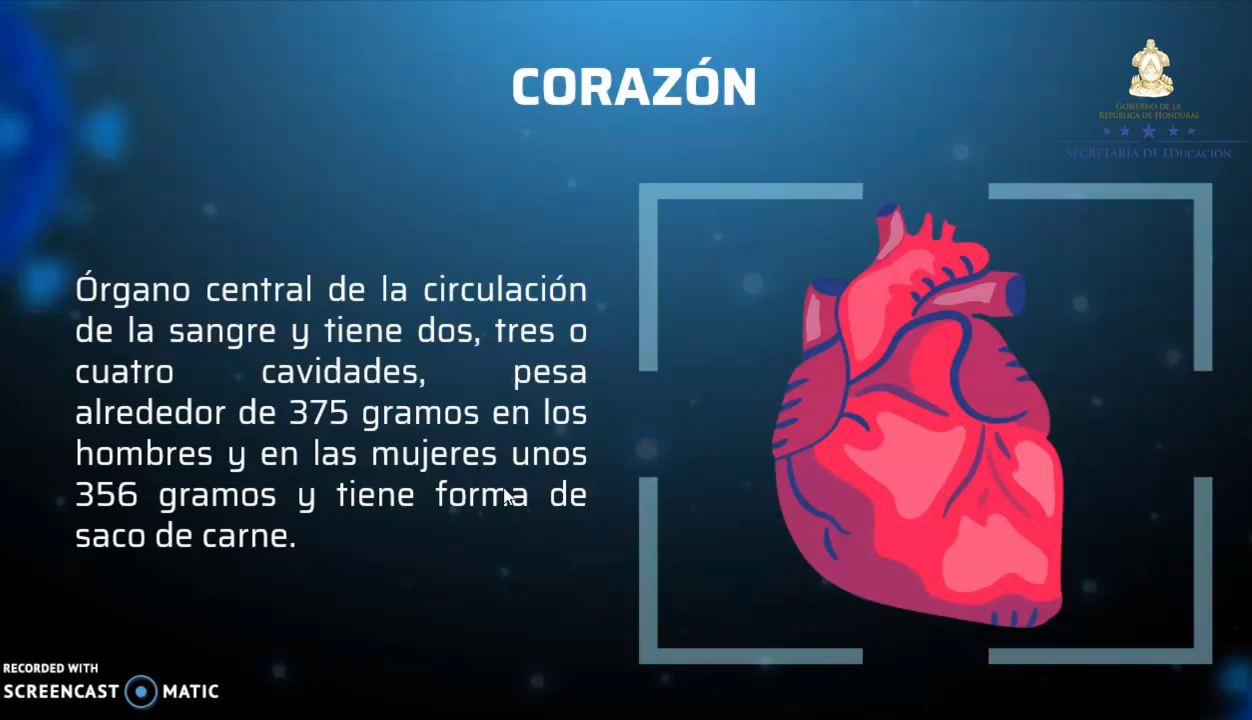 CORAZÓN
GOBIERNO DE LA
REPÚBLICA DE HONDURAS
SECRETARÍA DE EDUCACIÓN
Órgano central de la circulación
de la sangre y tiene dos, tres o
cuatro cavidades, pesa
alrededor de 375 gramos en los
hombres y en las mujeres unos
356 gramos y tiene forma de
saco de carne.
RECORDED WITH
SCREENCAST MATIC